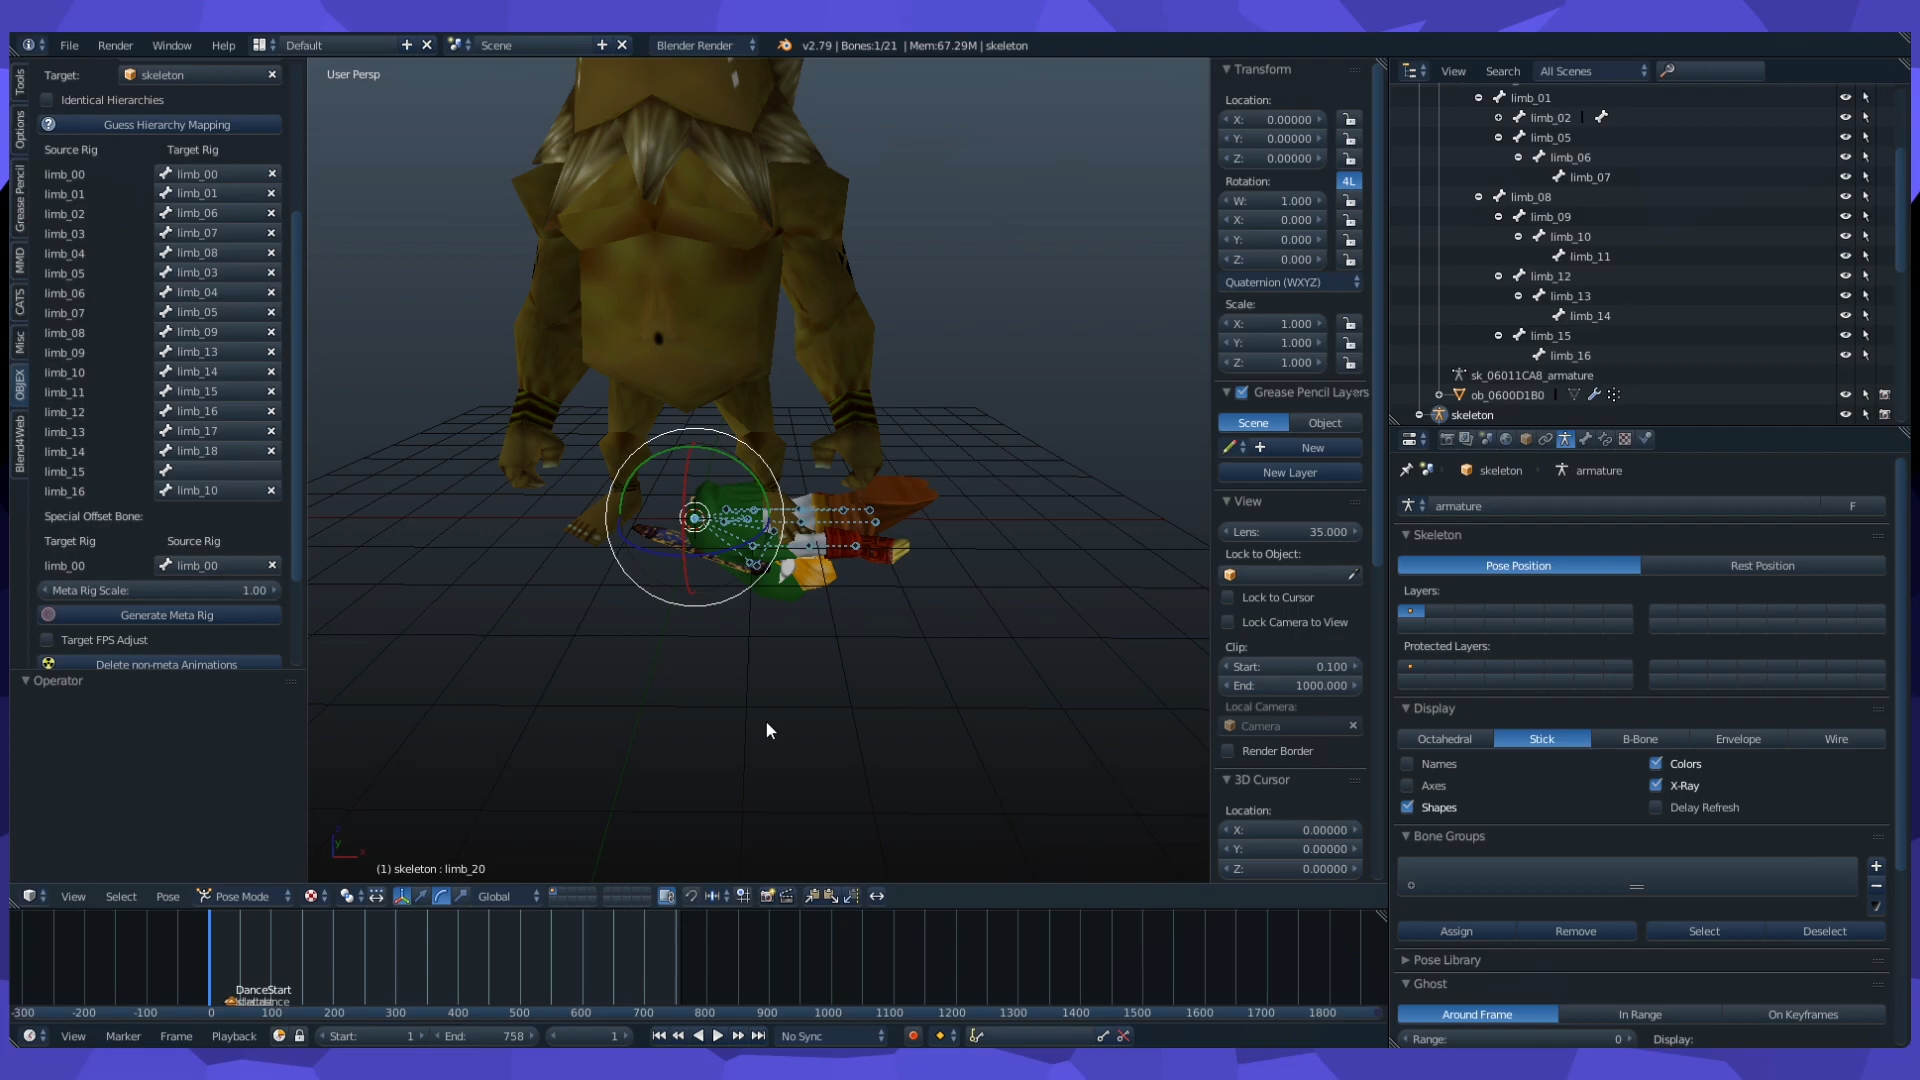 File Render Window Help Default Scene Blender Render v2.79 | Bones:1/21 | Mem:67.29M | skeleton
Tools
Options
Grease Pencil
MMD
CATS
Misc
OBJEX
Blend4Web
Target: skeleton
Identical Hierarchies
Guess Hierarchy Mapping
Source Rig Target Rig
limb_00 limb_00
limb_01 limb_01
limb_02 limb_06
limb_03 limb_07
limb_04 limb_08
limb_05 limb_03
limb_06 limb_04
limb_07 limb_05
limb_08 limb_09
limb_09 limb_13
limb_10 limb_14
limb_11 limb_15
limb_12 limb_16
limb_13 limb_17
limb_14 limb_18
limb_15
limb_16 limb_10
Special Offset Bone:
Target Rig Source Rig
limb_00 limb_00
Meta Rig Scale: 1.00
Generate Meta Rig
Target FPS Adjust
Delete non-meta Animations
Operator
User Persp
(1) skeleton : limb_20
View Select Pose Pose Mode Global
Transform
Location:
X: 0.00000
Y: 0.00000
Z: 0.00000
Rotation: 4L
W: 1.000
X: 0.000
Y: 0.000
Z: 0.000
Quaternion (WXYZ)
Scale:
X: 1.000
Y: 1.000
Z: 1.000
Grease Pencil Layers
Scene Object
New
New Layer
View
Lens: 35.000
Lock to Object:
Lock to Cursor
Lock Camera to View
Clip:
Start: 0.100
End: 1000.000
Local Camera:
Camera
Render Border
3D Cursor
Location:
X: 0.00000
Y: 0.00000
Z: 0.00000
View Search All Scenes
limb_01
limb_02
limb_05
limb_06
limb_07
limb_08
limb_09
limb_10
limb_11
limb_12
limb_13
limb_14
limb_15
limb_16
sk_06011CA8_armature
ob_0600D1B0
skeleton
skeleton armature
armature F
Skeleton
Pose Position Rest Position
Layers:
Protected Layers:
Display
Octahedral Stick B-Bone Envelope Wire
Names Colors
Axes X-Ray
Shapes Delay Refresh
Bone Groups
Assign Remove Select Deselect
Pose Library
Ghost
Around Frame In Range On Keyframes
Range: 0 Display:
DanceStart
-300 -200 -100 0 100 200 300 400 500 600 700 800 900 1000 1100 1200 1300 1400 1500 1600 1700 1800
View Marker Frame Playback Start: 1 End: 758 1 No Sync